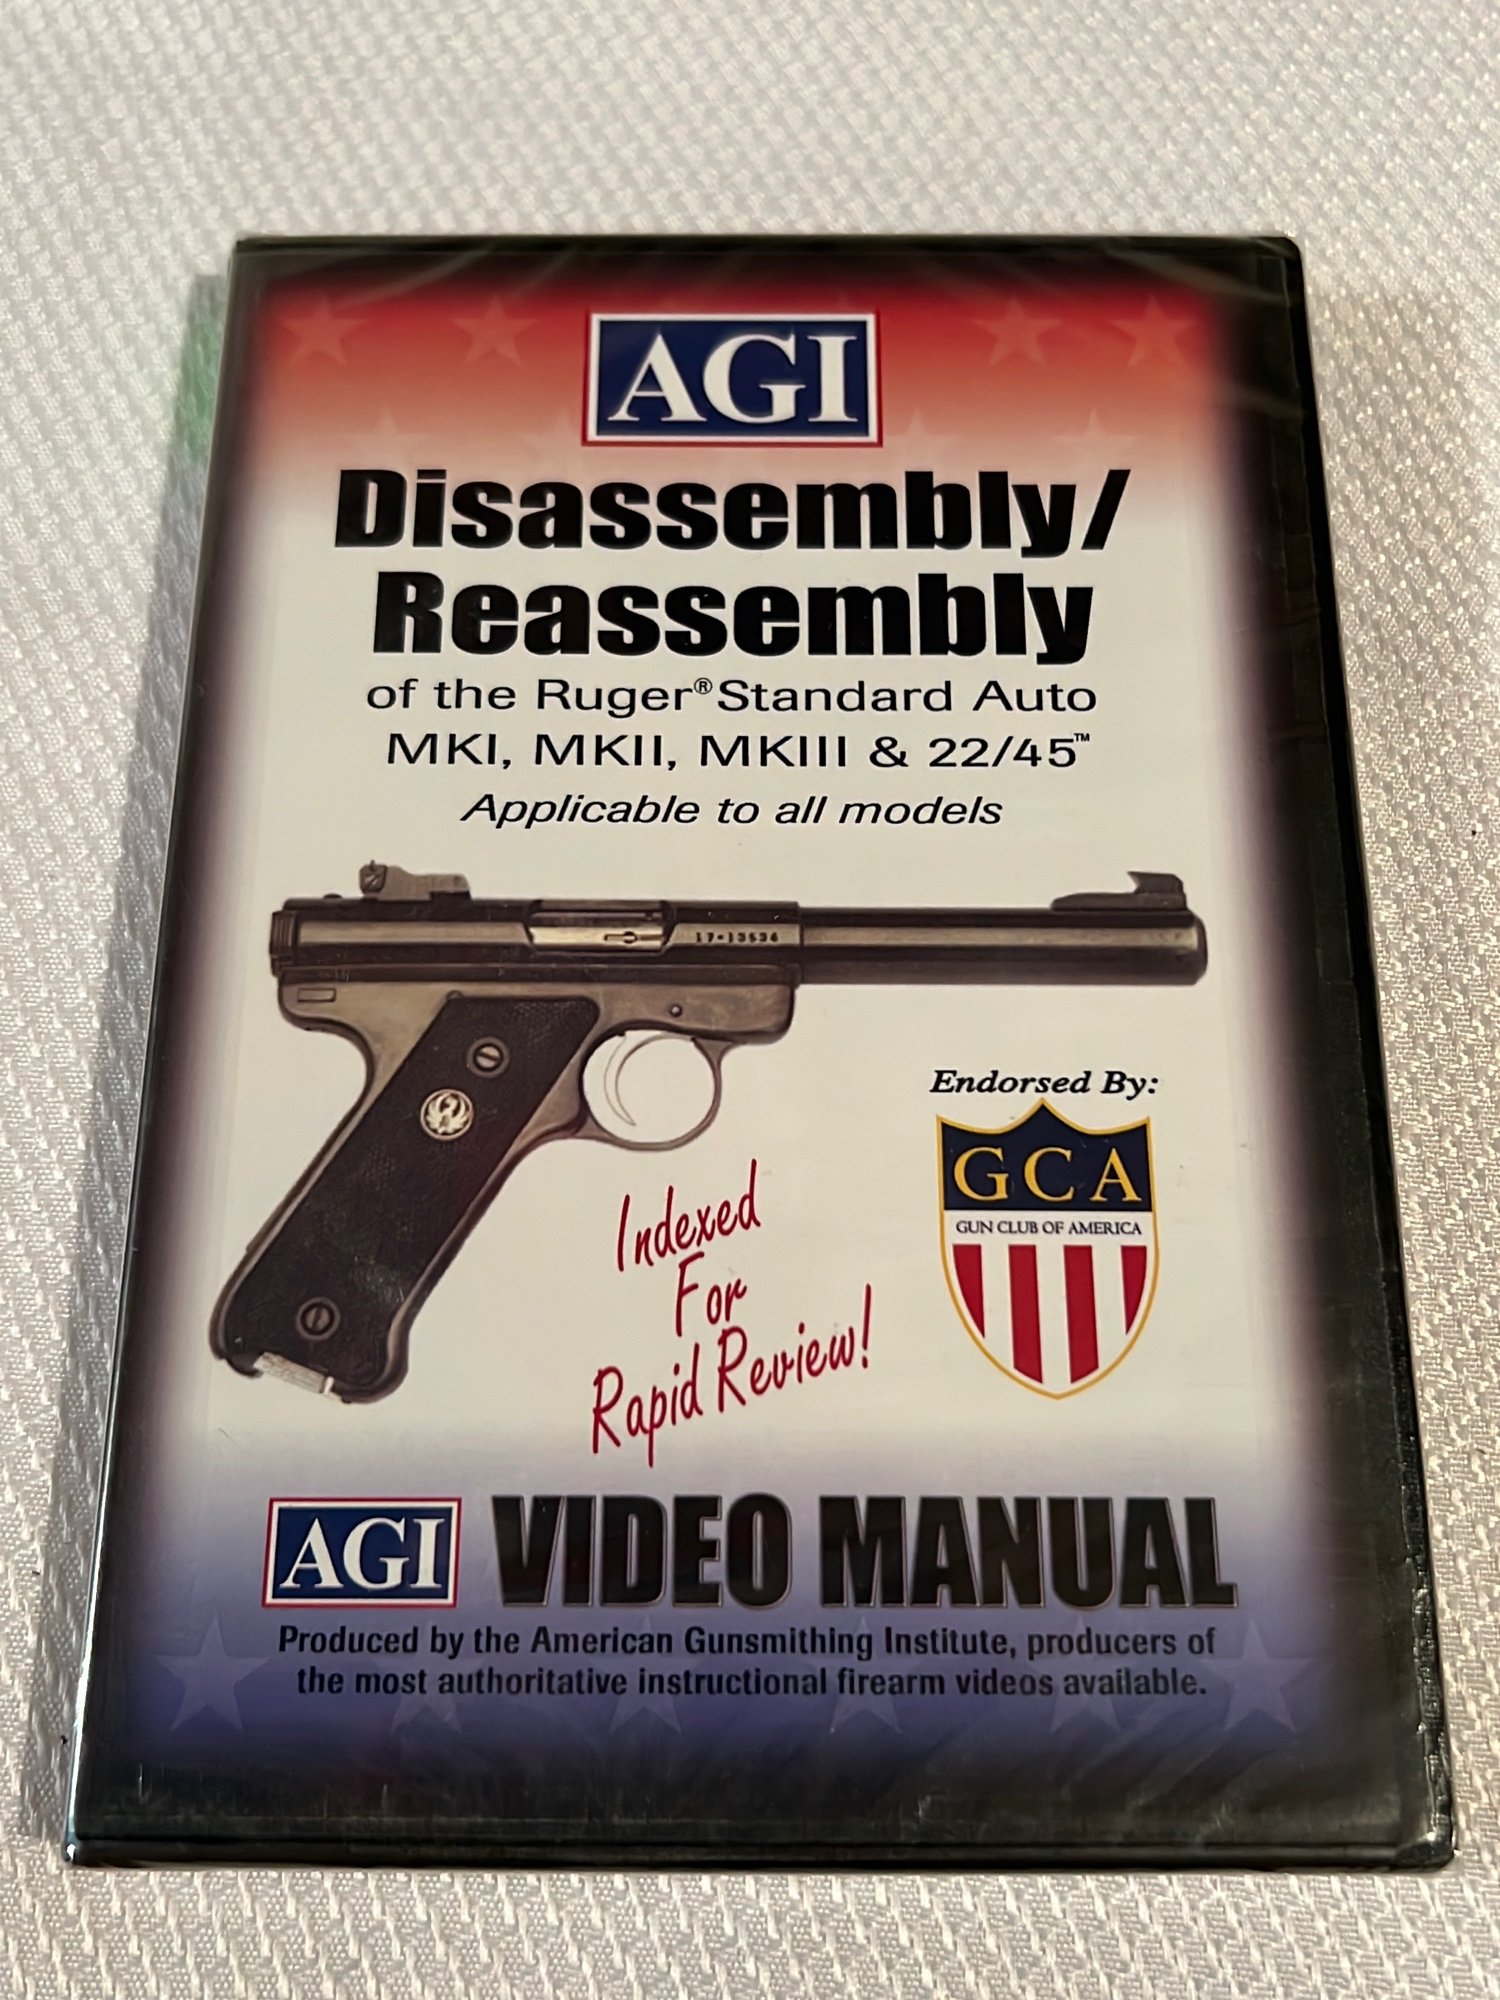 AGI
Disassembly/
Reassembly
of the Ruger® Standard Auto
MKI, MKII, MKIII & 22/45™
Applicable to all models
17-13534
Endorsed By:
GCA
GUN CLUB OF AMERICA
Indexed
For
Rapid Review!
AGI VIDEO MANUAL
Produced by the American Gunsmithing Institute, producers of
the most authoritative instructional firearm videos available.